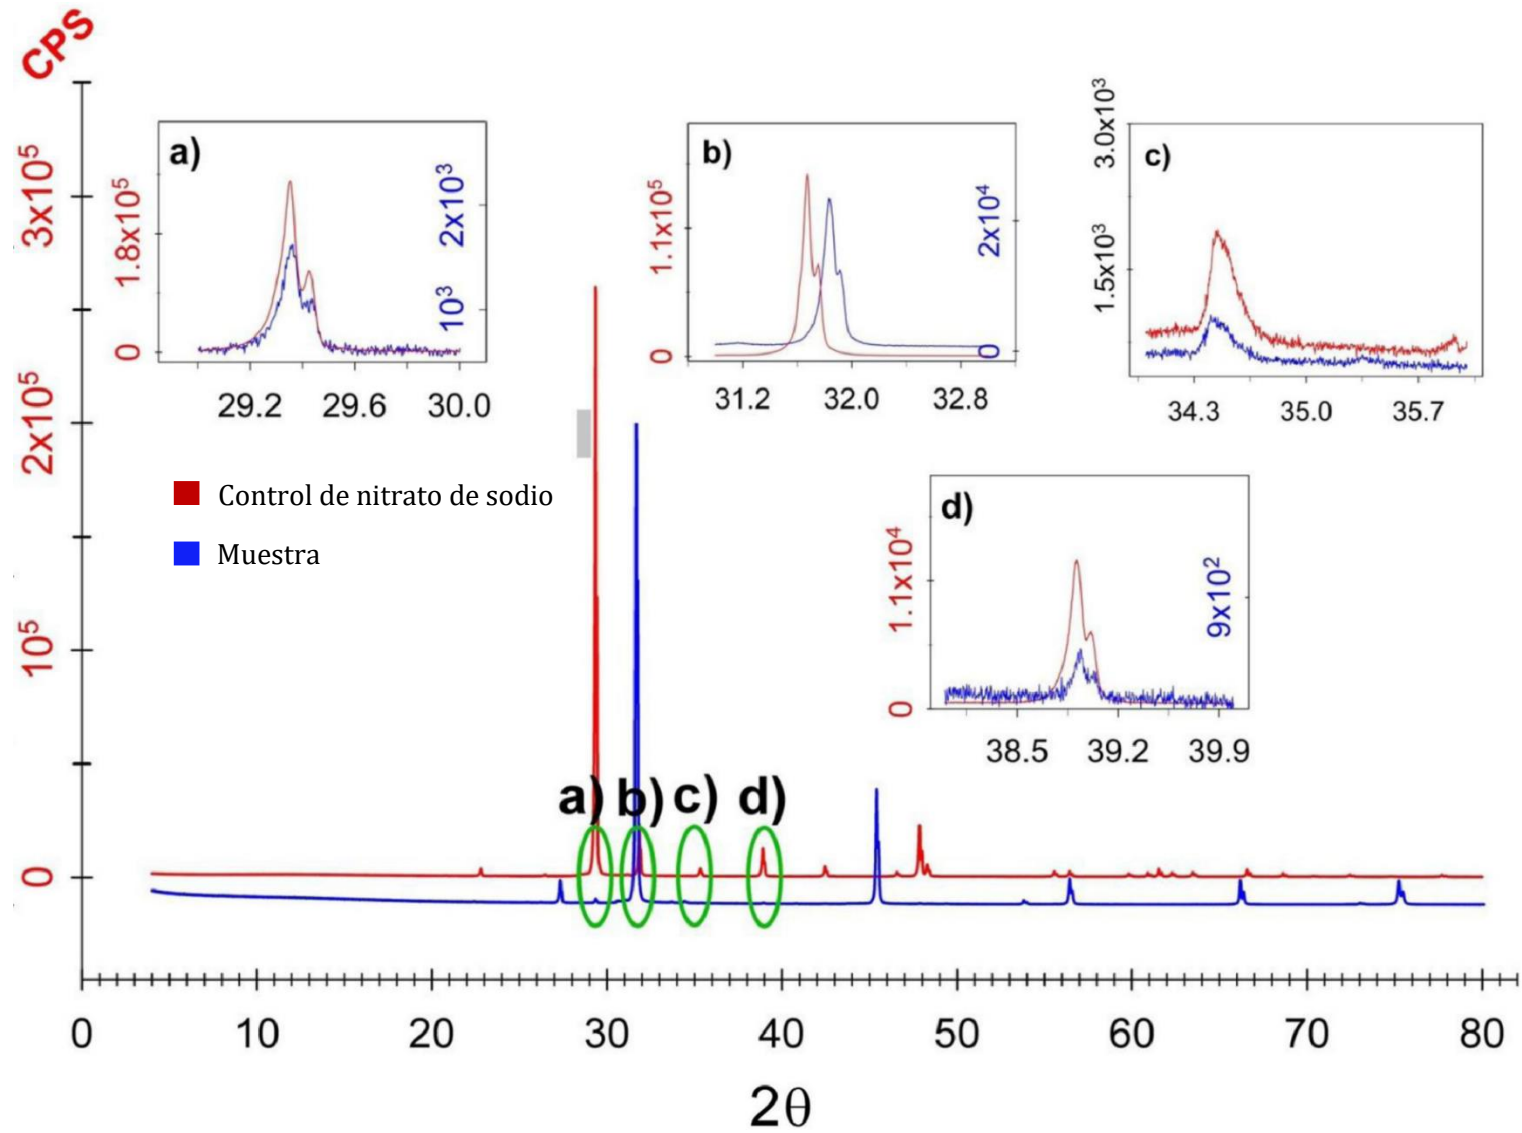 CPS
3x10⁵
2x10⁵
10⁵
0
a)
1.8x10⁵
0
2x10³
10³
29.2 29.6 30.0
b)
1.1x10⁵
0
2x10⁴
0
31.2 32.0 32.8
c)
3.0x10³
1.5x10³
34.3 35.0 35.7
Control de nitrato de sodio
Muestra
d)
1.1x10⁴
0
9x10²
38.5 39.2 39.9
a) b) c) d)
0 10 20 30 40 50 60 70 80
2θ